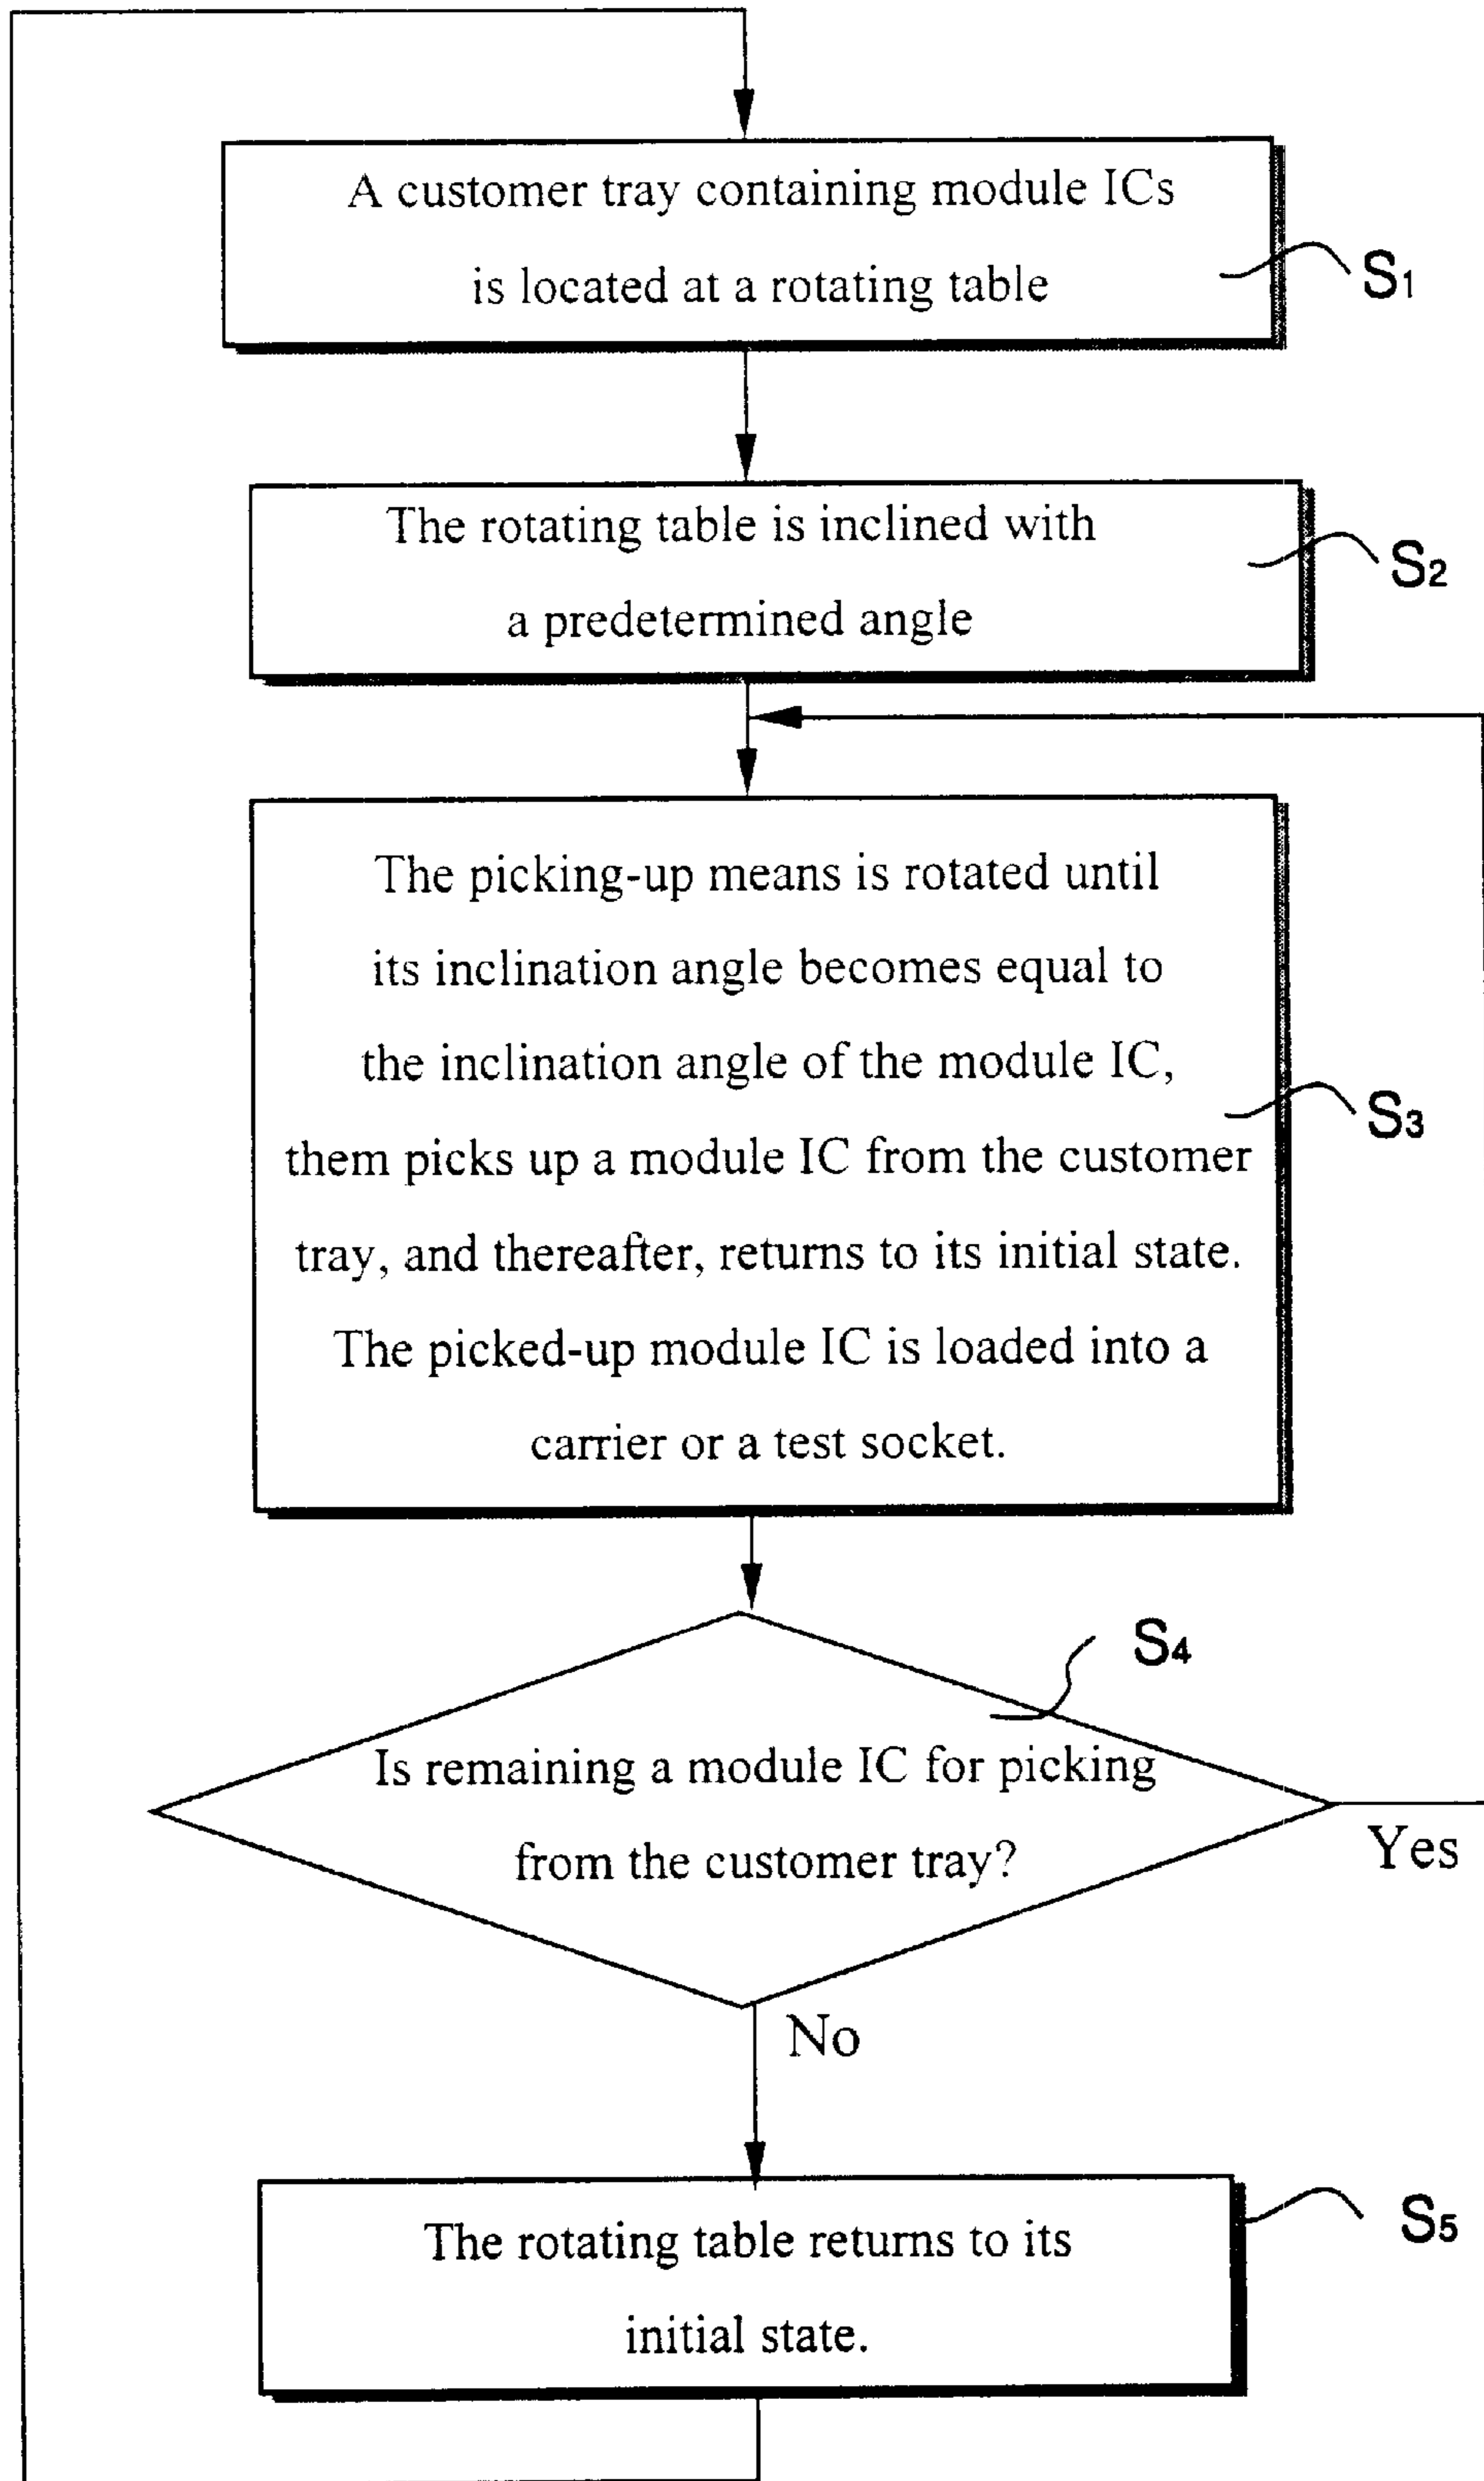 A customer tray containing module ICs
is located at a rotating table
S1
The rotating table is inclined with
a predetermined angle
S2
The picking-up means is rotated until
its inclination angle becomes equal to
the inclination angle of the module IC,
them picks up a module IC from the customer
tray, and thereafter, returns to its initial state.
The picked-up module IC is loaded into a
carrier or a test socket.
S3
S4
Is remaining a module IC for picking
from the customer tray?
Yes
No
The rotating table returns to its
initial state.
S5